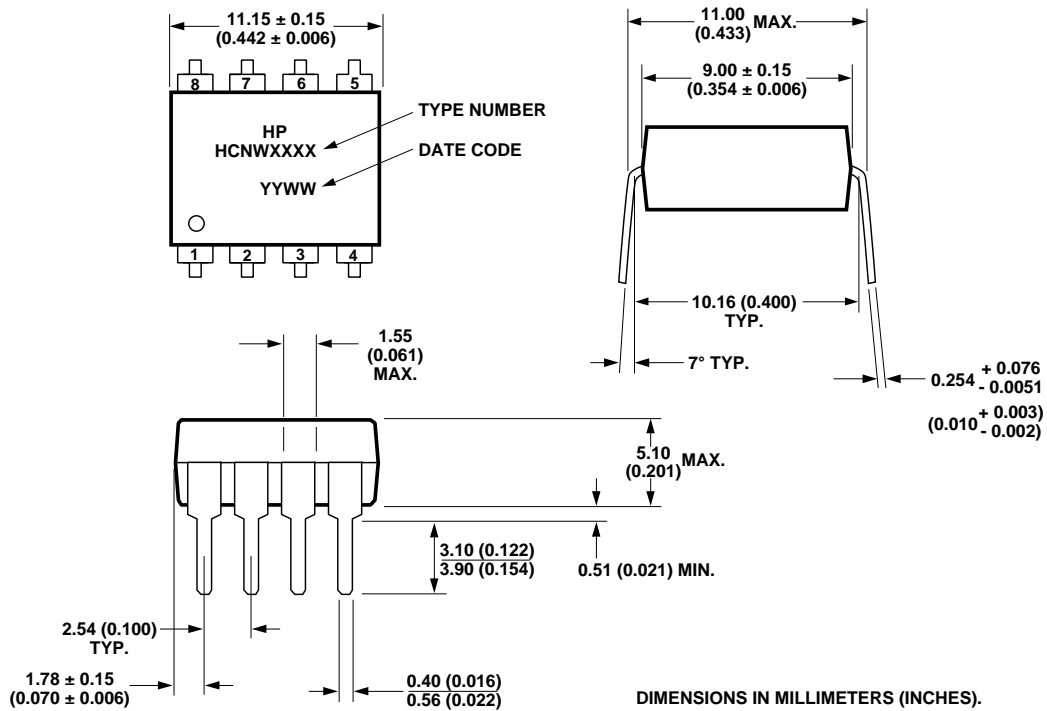 11.15 ± 0.15
(0.442 ± 0.006)
8 7 6 5
HP
HCNWXXXX
YYWW
1 2 3 4
TYPE NUMBER
DATE CODE
11.00
(0.433) MAX.
9.00 ± 0.15
(0.354 ± 0.006)
10.16 (0.400)
TYP.
7° TYP.
0.254 + 0.076
- 0.0051
(0.010 + 0.003)
- 0.002)
1.55
(0.061)
MAX.
5.10
(0.201) MAX.
3.10 (0.122)
3.90 (0.154)
0.51 (0.021) MIN.
2.54 (0.100)
TYP.
1.78 ± 0.15
(0.070 ± 0.006)
0.40 (0.016)
0.56 (0.022)
DIMENSIONS IN MILLIMETERS (INCHES).